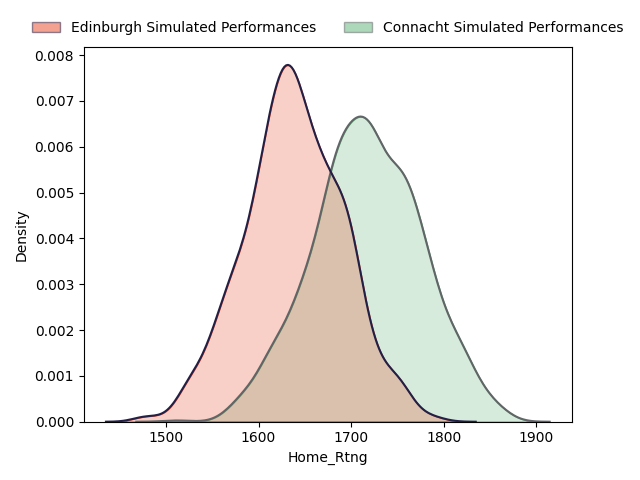 Edinburgh Simulated Performances
Connacht Simulated Performances
0.008
0.007
0.006
0.005
0.004
0.003
0.002
0.001
0.000
Density
1500 1600 1700 1800 1900
Home_Rtng